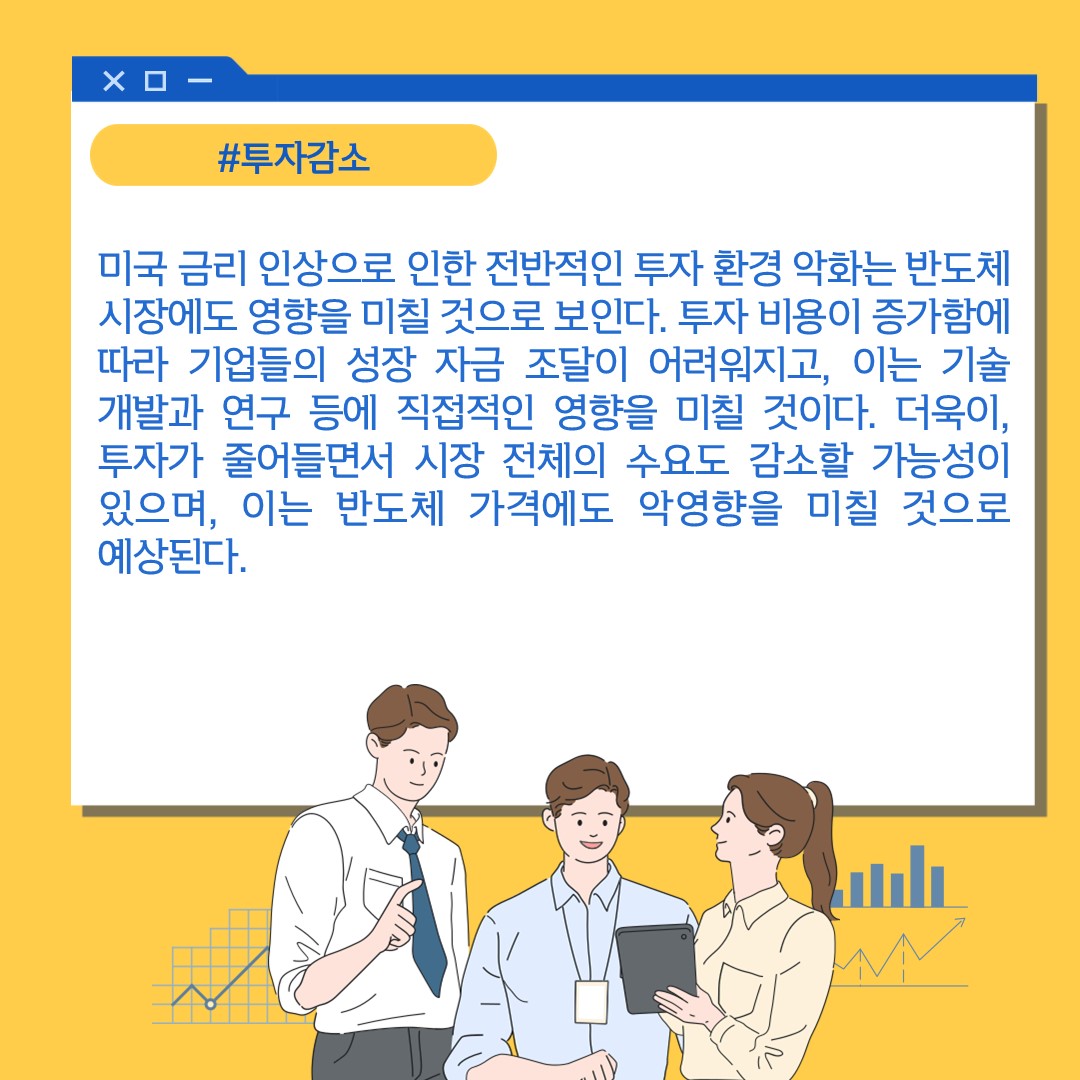 #투자감소
미국 금리 인상으로 인한 전반적인 투자 환경 악화는 반도체
시장에도 영향을 미칠 것으로 보인다. 투자 비용이 증가함에
따라 기업들의 성장 자금 조달이 어려워지고, 이는 기술
개발과 연구 등에 직접적인 영향을 미칠 것이다. 더욱이,
투자가 줄어들면서 시장 전체의 수요도 감소할 가능성이
있으며, 이는 반도체 가격에도 악영향을 미칠 것으로
예상된다.